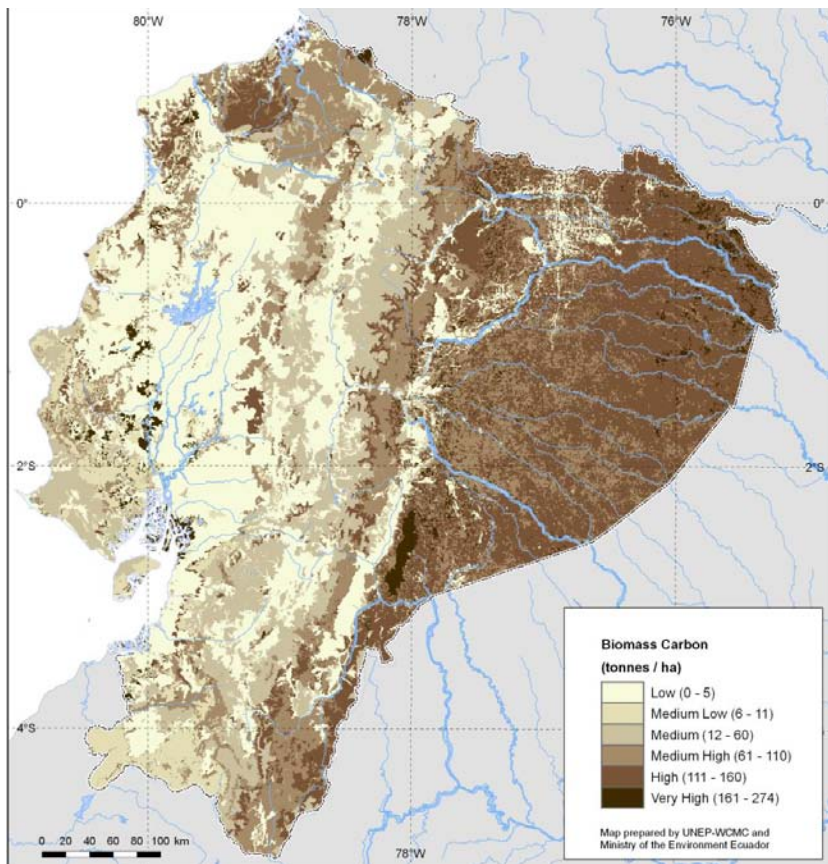 80°W 78°W 76°W
0° 0°
2°S 2°S
Biomass Carbon
(tonnes / ha)
Low (0 - 5)
Medium Low (6 - 11)
Medium (12 - 60)
Medium High (61 - 110)
High (111 - 160)
Very High (161 - 274)
4°S
Map prepared by UNEP-WCMC and
Ministry of the Environment Ecuador
0 20 40 60 80 100 km
78°W